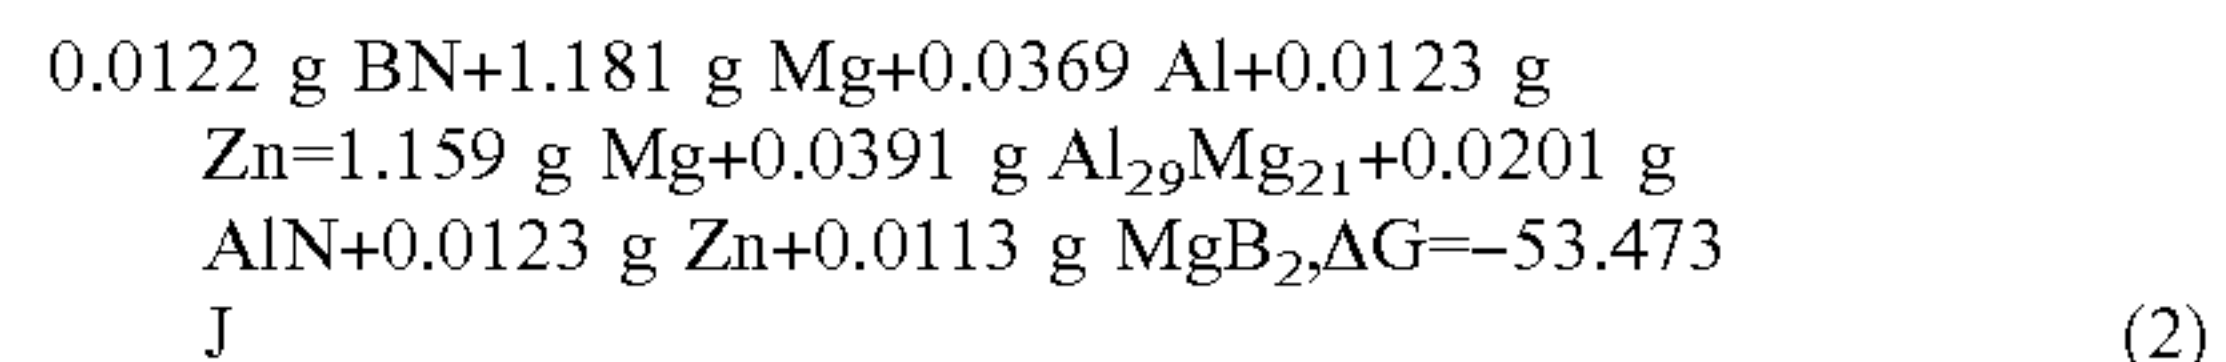 0.0122 g BN+1.181 g Mg+0.0369 Al+0.0123 g
Zn=1.159 g Mg+0.0391 g Al₂₉Mg₂₁+0.0201 g
AlN+0.0123 g Zn+0.0113 g MgB₂,ΔG=−53.473
J (2)